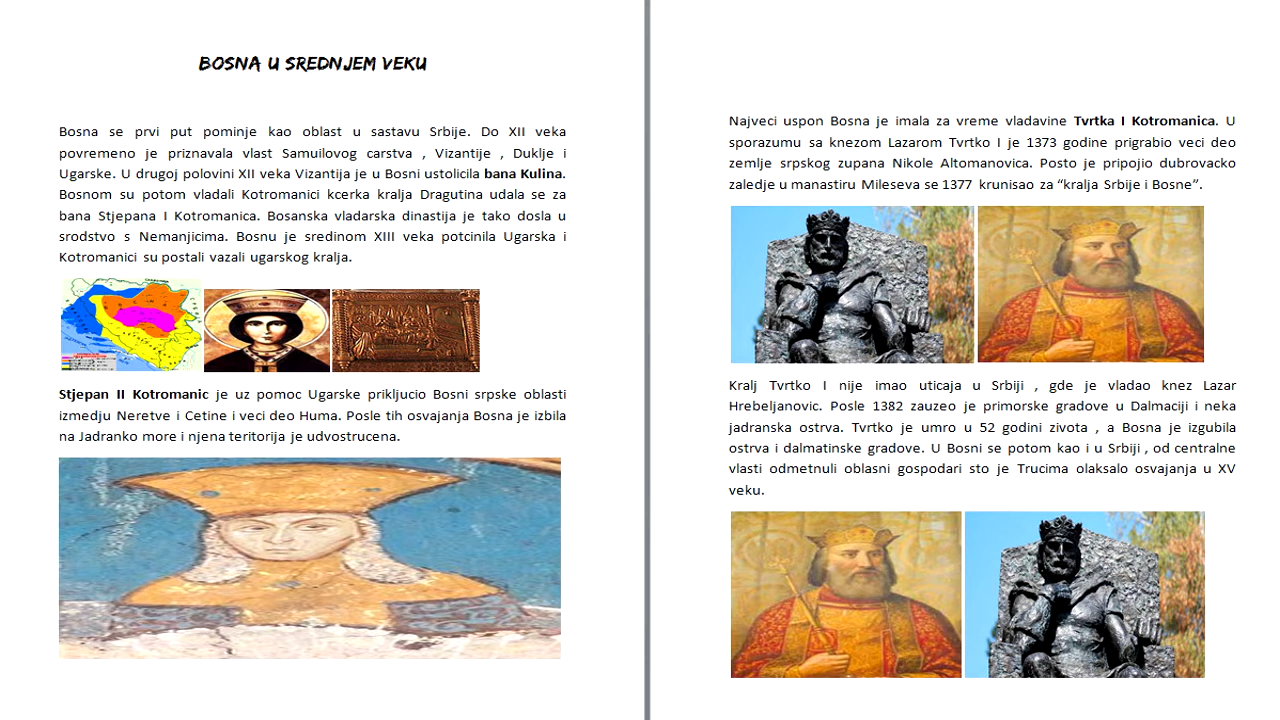 BOSNA U SREDNJEM VEKU
Bosna se prvi put pominje kao oblast u sastavu Srbije. Do XII veka
povremeno je priznavala vlast Samuilovog carstva , Vizantije , Duklje i
Ugarske. U drugoj polovini XII veka Vizantija je u Bosni ustolicila bana Kulina.
Bosnom su potom vladali Kotromanici kcerka kralja Dragutina udala se za
bana Stjepana I Kotromanica. Bosanska vladarska dinastija je tako dosla u
srodstvo s Nemanjicima. Bosnu je sredinom XIII veka potcinila Ugarska i
Kotromanici su postali vazali ugarskog kralja.
Stjepan II Kotromanic je uz pomoc Ugarske prikljucio Bosni srpske oblasti
izmedju Neretve i Cetine i veci deo Huma. Posle tih osvajanja Bosna je izbila
na Jadranko more i njena teritorija je udvostrucena.
Najveci uspon Bosna je imala za vreme vladavine Tvrtka I Kotromanica. U
sporazumu sa knezom Lazarom Tvrtko I je 1373 godine prigrabio veci deo
zemlje srpskog zupana Nikole Altomanovica. Posto je pripojio dubrovacko
zaledje u manastiru Mileseva se 1377 krunisao za “kralja Srbije i Bosne”.
Kralj Tvrtko I nije imao uticaja u Srbiji , gde je vladao knez Lazar
Hrebeljanovic. Posle 1382 zauzeo je primorske gradove u Dalmaciji i neka
jadranska ostrva. Tvrtko je umro u 52 godini zivota , a Bosna je izgubila
ostrva i dalmatinske gradove. U Bosni se potom kao i u Srbiji , od centralne
vlasti odmetnuli oblasni gospodari sto je Trucima olaksalo osvajanja u XV
veku.